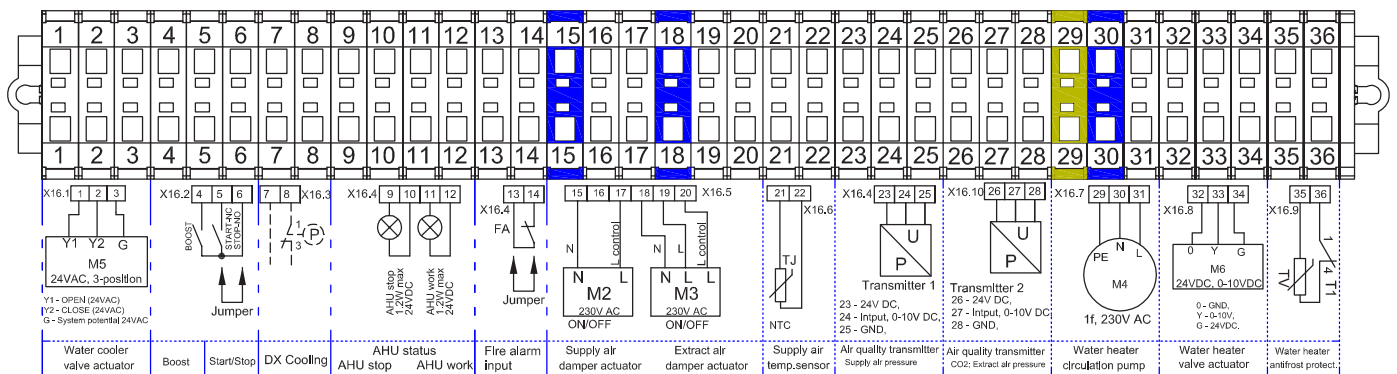 1 2 3 4 5 6 7 8 9 10 11 12 13 14 15 16 17 18 19 20 21 22 23 24 25 26 27 28 29 30 31 32 33 34 35 36
1 2 3 4 5 6 7 8 9 10 11 12 13 14 15 16 17 18 19 20 21 22 23 24 25 26 27 28 29 30 31 32 33 34 35 36
X16.1 1 2 3
Y1 Y2 G
M5
24VAC, 3-position
Y1 - OPEN (24VAC)
Y2 - CLOSE (24VAC)
G - System potential 24VAC
Water cooler
valve actuator
X16.2 4 5 6
BOOST
START-NC
STOP-NO
Jumper
Boost
Start/Stop
7 8 X16.3
1
3
P
DX Cooling
X16.4 9 10 11 12
AHU stop
1,2W max
24VDC
AHU work
1,2W max
24VDC
AHU status
AHU stop AHU work
13 14
X16.4
FA
Jumper
Fire alarm
input
15 16 17 18 19 20 X16.5
N
L control
N L
M2
230V AC
ON/OFF
Supply air
damper actuator
N
L
L control
N L
M3
230V AC
ON/OFF
Extract air
damper actuator
21 22
X16.6
TJ
NTC
Supply air
temp.sensor
X16.4 23 24 25
U
P
Transmitter 1
23 - 24V DC,
24 - Intput, 0-10V DC,
25 - GND,
Air quality transmitter
Supply air pressure
X16.10 26 27 28
U
P
Transmitter 2
26 - 24V DC,
27 - Intput, 0-10V DC
28 - GND,
Air quality transmitter
CO2; Extract air pressure
X16.7 29 30 31
PE N L
M4
1f, 230V AC
Water heater
circulation pump
32 33 34
X16.8
0 Y G
M6
24VDC, 0-10VDC
0 - GND,
Y - 0-10V,
G - 24VDC.
Water heater
valve actuator
35 36
X16.9
TV
1
4
T1
Water heater
antifrost protect.